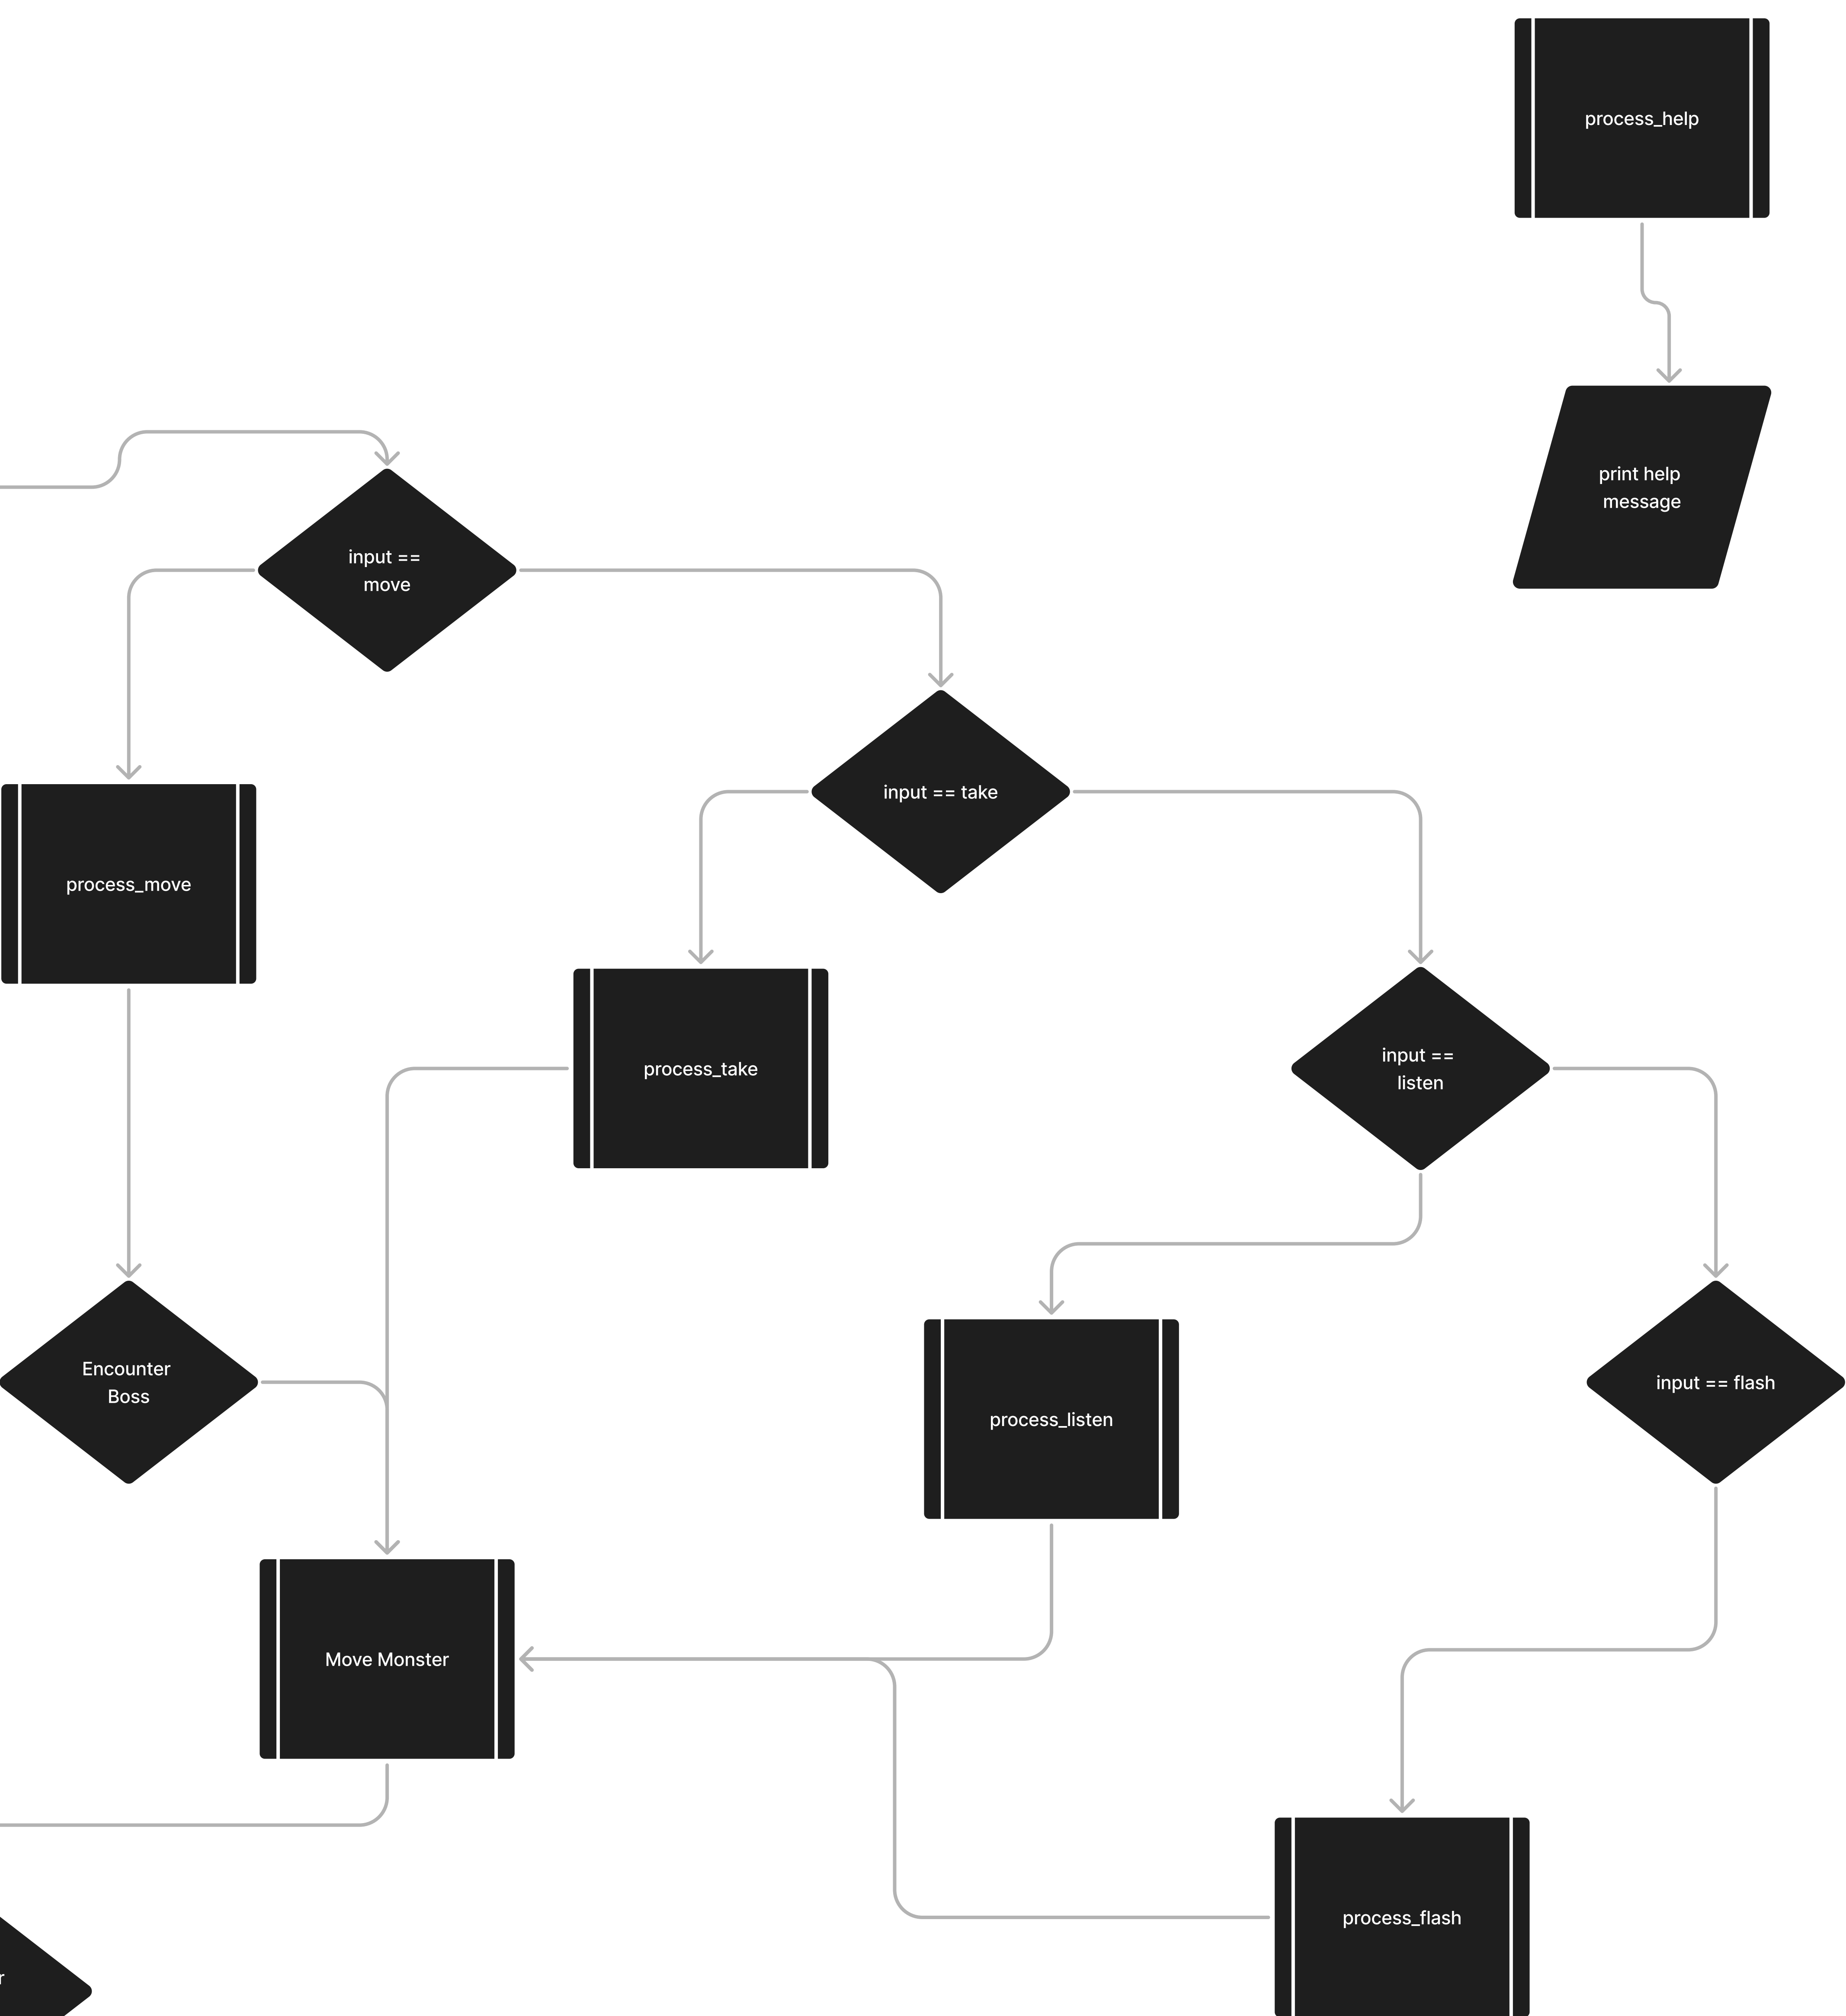 process_help
print help
message
input ==
move
input == take
process_move
process_take
input ==
listen
Encounter
Boss
input == flash
process_listen
Move Monster
process_flash